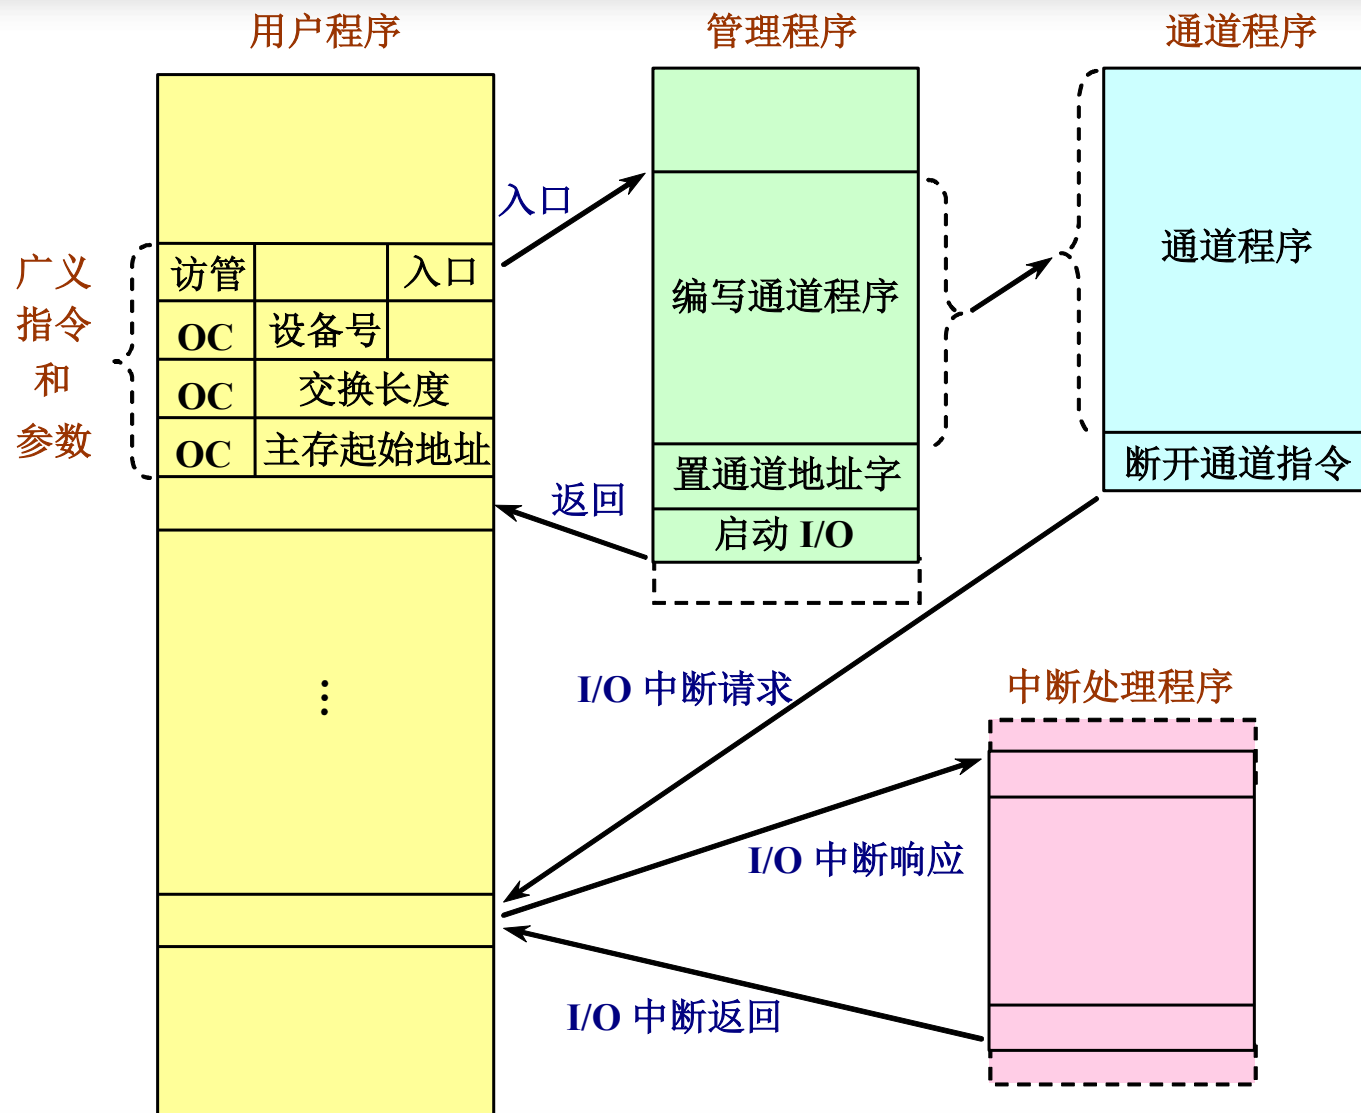 用户程序
管理程序
通道程序
广义
指令
和
参数
访管
入口
OC
设备号
OC
交换长度
OC
主存起始地址
入口
返回
编写通道程序
置通道地址字
启动 I/O
通道程序
断开通道指令
I/O 中断请求
中断处理程序
I/O 中断响应
I/O 中断返回